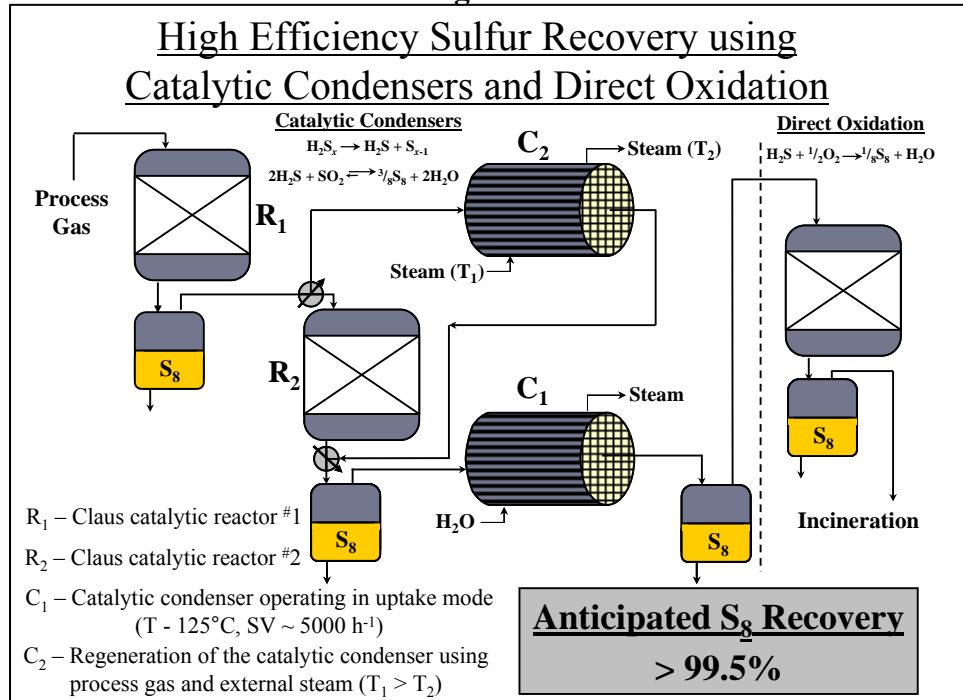 High Efficiency Sulfur Recovery using
Catalytic Condensers and Direct Oxidation
Catalytic Condensers
H₂Sₓ → H₂S + Sₓ₋₁
2H₂S + SO₂ ⇌ ³/₈S₈ + 2H₂O
C₂
Steam (T₂)
Direct Oxidation
H₂S + ¹/₂O₂ → ¹/₈S₈ + H₂O
Process
Gas
R₁
Steam (T₁)
S₈
R₂
C₁
Steam
S₈
H₂O
S₈
S₈
Incineration
R₁ – Claus catalytic reactor #1
R₂ – Claus catalytic reactor #2
C₁ – Catalytic condenser operating in uptake mode
(T - 125°C, SV ~ 5000 h⁻¹)
C₂ – Regeneration of the catalytic condenser using
process gas and external steam (T₁ > T₂)
Anticipated S₈ Recovery
> 99.5%